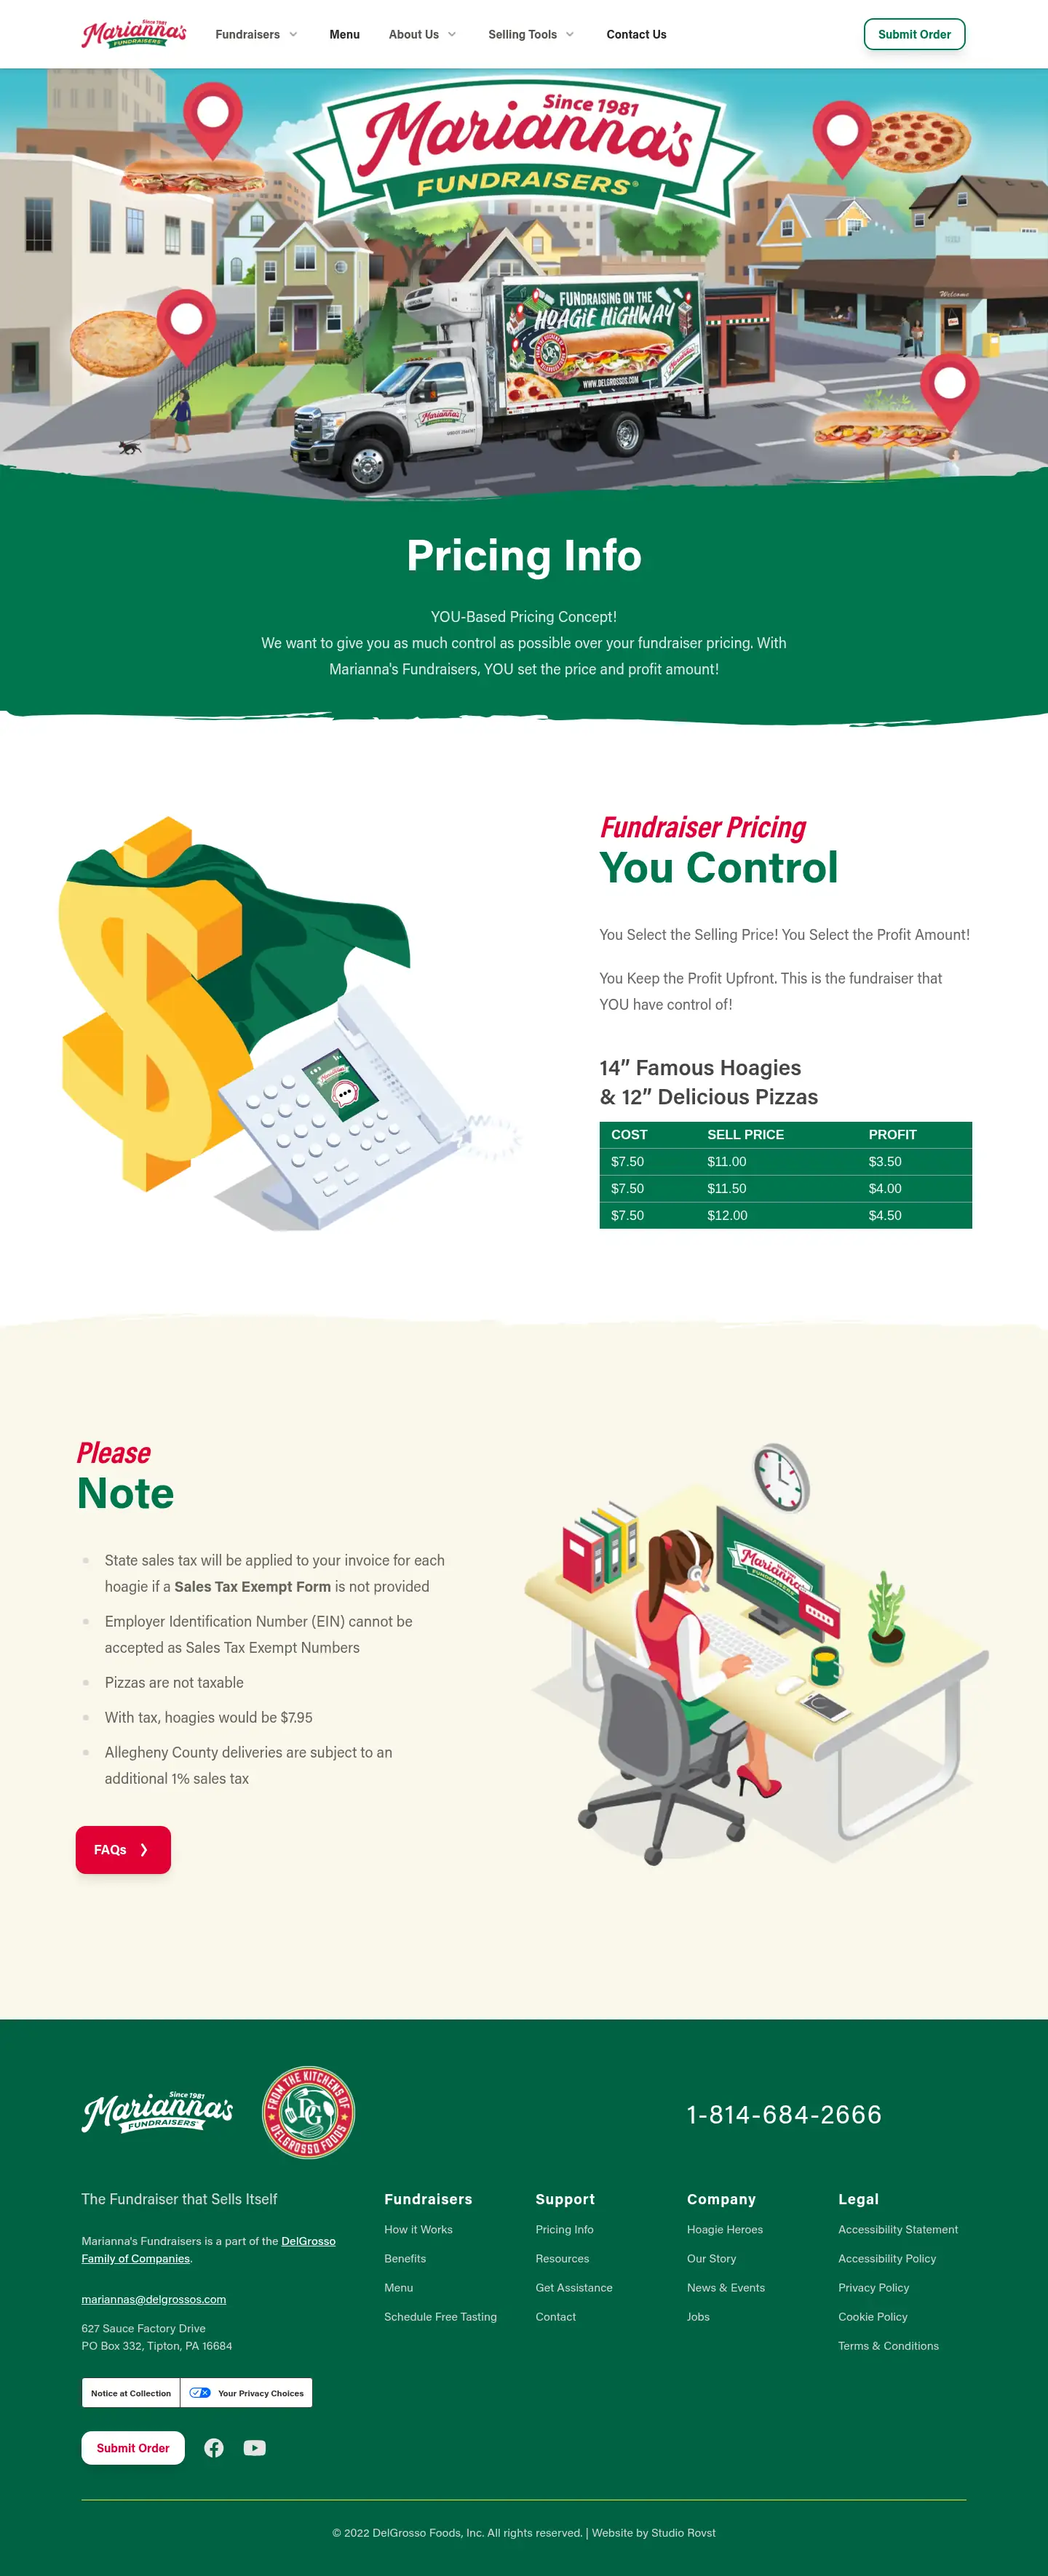 Since 1981
Marianna's
FUNDRAISERS
Fundraisers
Menu
About Us
Selling Tools
Contact Us
Submit Order
Since 1981
Marianna's
FUNDRAISERS®
FUNDRAISING ON THE
HOAGIE HIGHWAY
WWW.DELGROSSOS.COM
Marianna's
Welcome
Pricing Info
YOU-Based Pricing Concept!
We want to give you as much control as possible over your fundraiser pricing. With
Marianna's Fundraisers, YOU set the price and profit amount!
Fundraiser Pricing
You Control
You Select the Selling Price! You Select the Profit Amount!
You Keep the Profit Upfront. This is the fundraiser that
YOU have control of!
14” Famous Hoagies
& 12” Delicious Pizzas
COST SELL PRICE PROFIT
$7.50 $11.00 $3.50
$7.50 $11.50 $4.00
$7.50 $12.00 $4.50
Please
Note
State sales tax will be applied to your invoice for each
hoagie if a Sales Tax Exempt Form is not provided
Employer Identification Number (EIN) cannot be
accepted as Sales Tax Exempt Numbers
Pizzas are not taxable
With tax, hoagies would be $7.95
Allegheny County deliveries are subject to an
additional 1% sales tax
Marianna's
FUNDRAISERS
FAQs
Since 1981
Marianna's
FUNDRAISERS
FROM THE KITCHENS OF
DG
DELGROSSO FOODS
1-814-684-2666
The Fundraiser that Sells Itself
Marianna's Fundraisers is a part of the DelGrosso
Family of Companies.
mariannas@delgrossos.com
627 Sauce Factory Drive
PO Box 332, Tipton, PA 16684
Notice at Collection
Your Privacy Choices
Submit Order
Fundraisers
How it Works
Benefits
Menu
Schedule Free Tasting
Support
Pricing Info
Resources
Get Assistance
Contact
Company
Hoagie Heroes
Our Story
News & Events
Jobs
Legal
Accessibility Statement
Accessibility Policy
Privacy Policy
Cookie Policy
Terms & Conditions
© 2022 DelGrosso Foods, Inc. All rights reserved. | Website by Studio Rovst